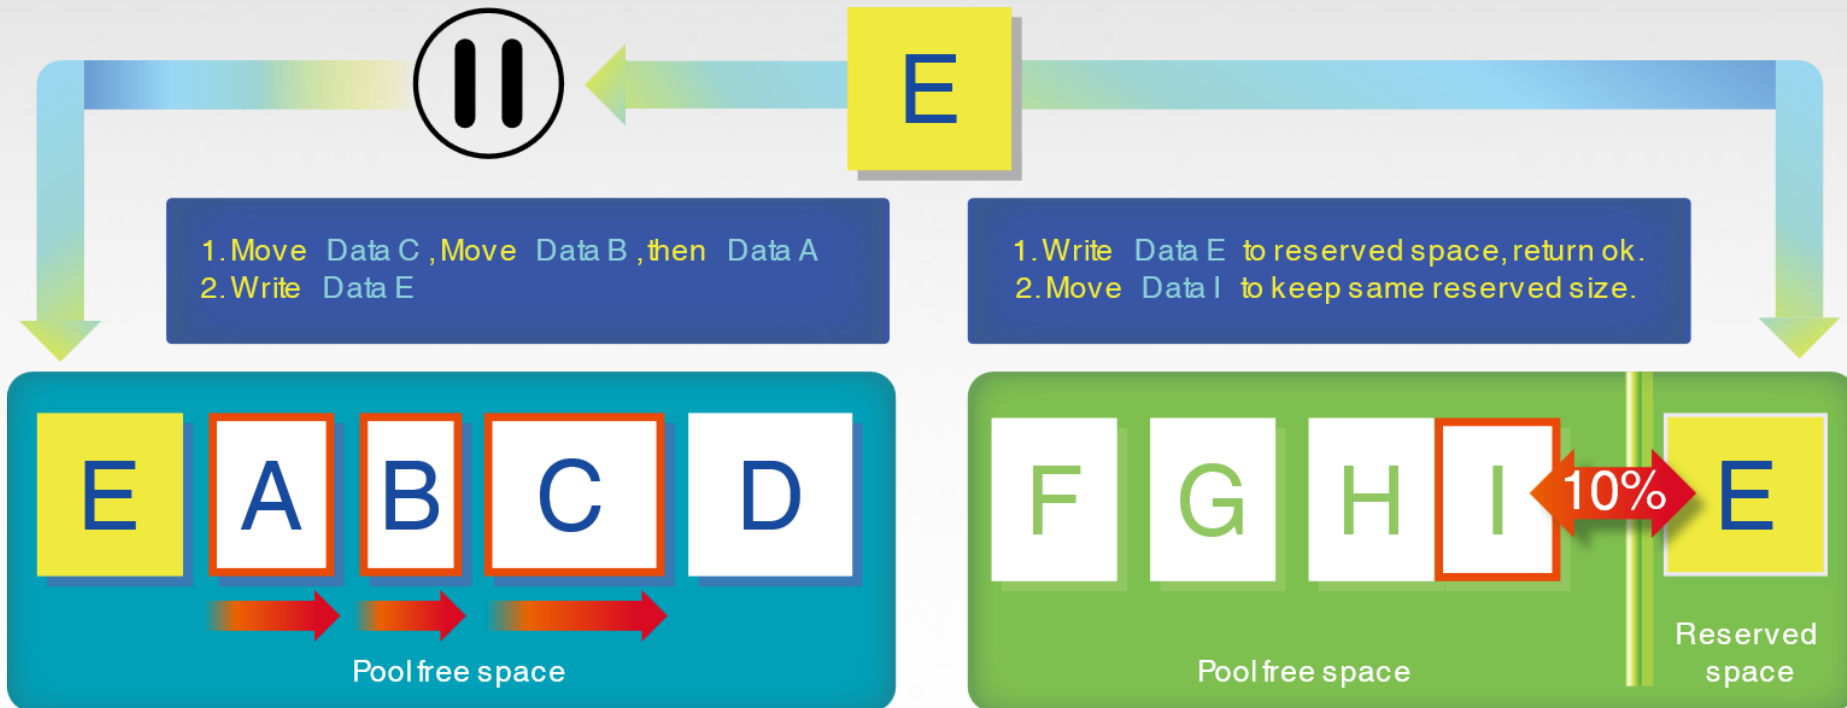 E
1. Move Data C , Move Data B , then Data A
2. Write Data E
1. Write Data E to reserved space, return ok.
2. Move Data I to keep same reserved size.
E A B C D
Pool free space
F G H I 10% E
Pool free space
Reserved
space